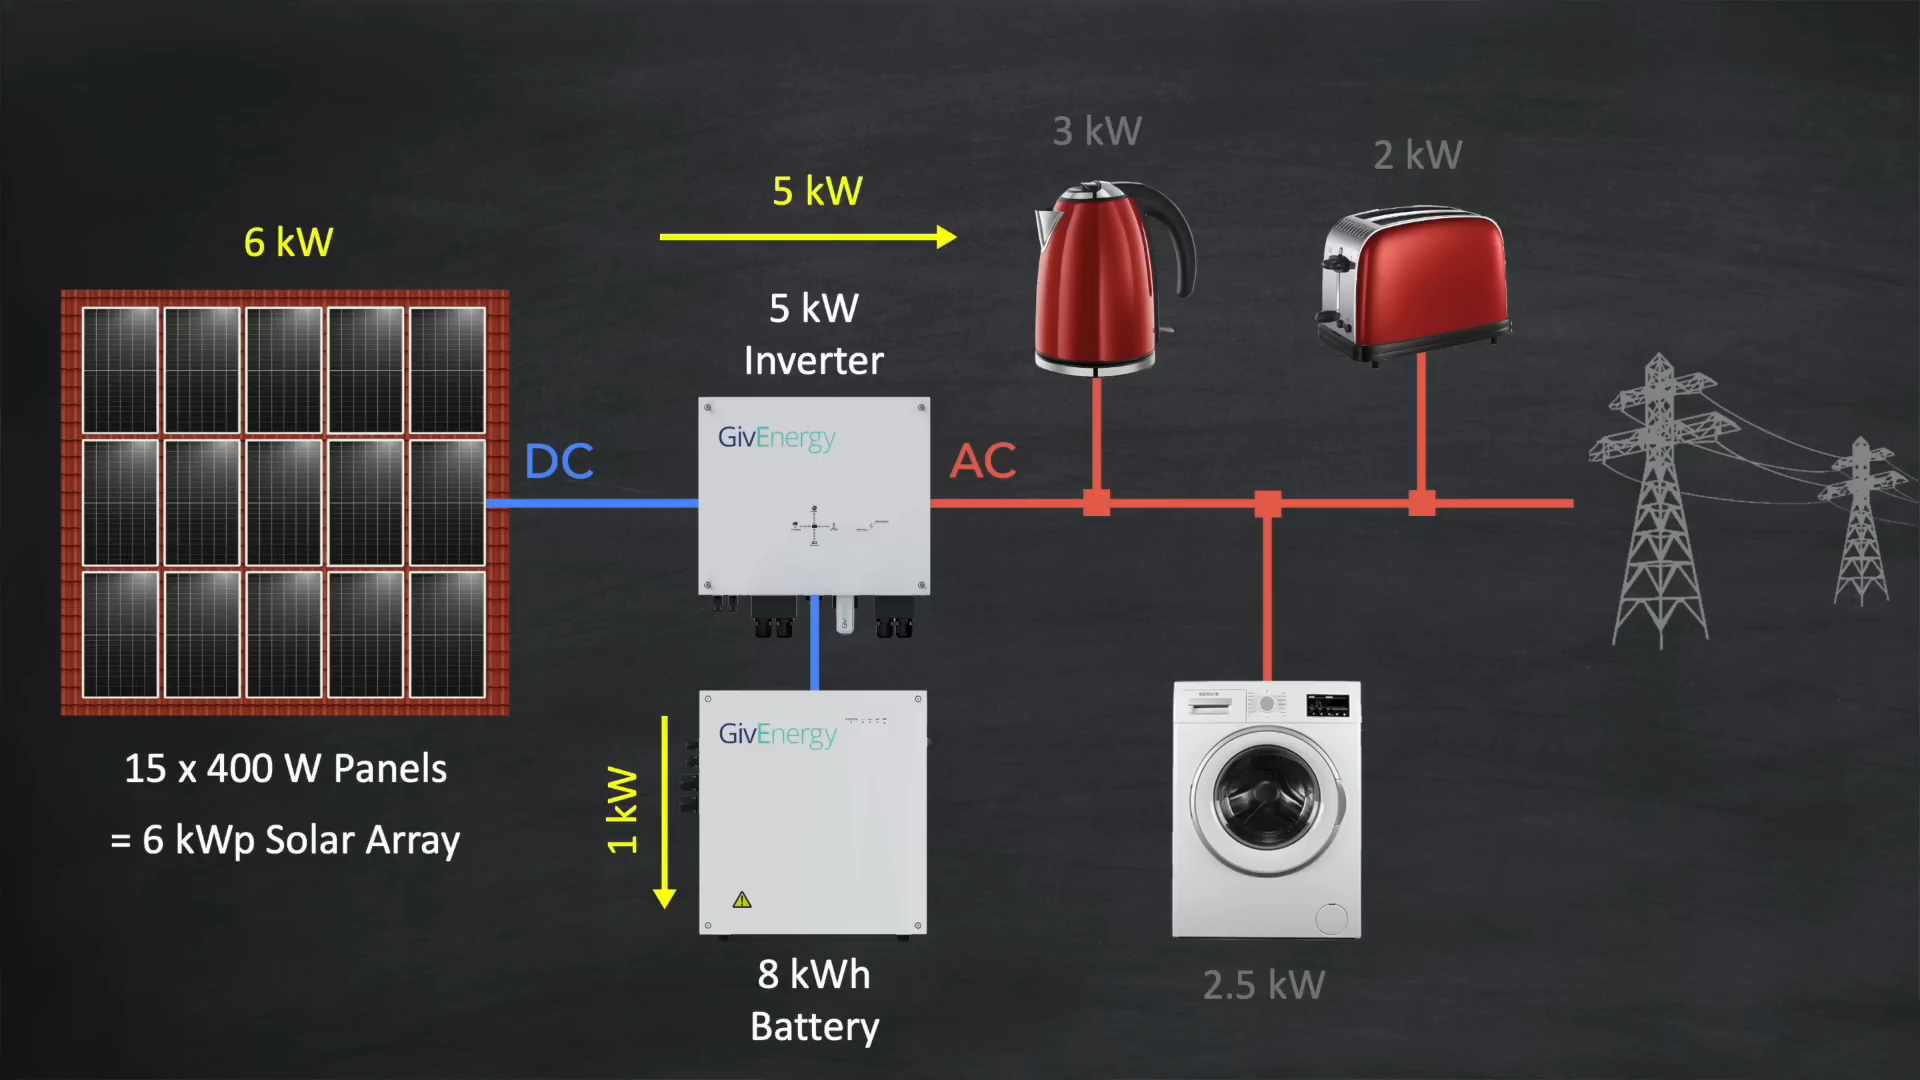 3 kW
2 kW
5 kW
6 kW
5 kW
Inverter
GivEnergy
DC
AC
GivEnergy
1 kW
15 x 400 W Panels
= 6 kWp Solar Array
8 kWh
Battery
SERVIS
2.5 kW